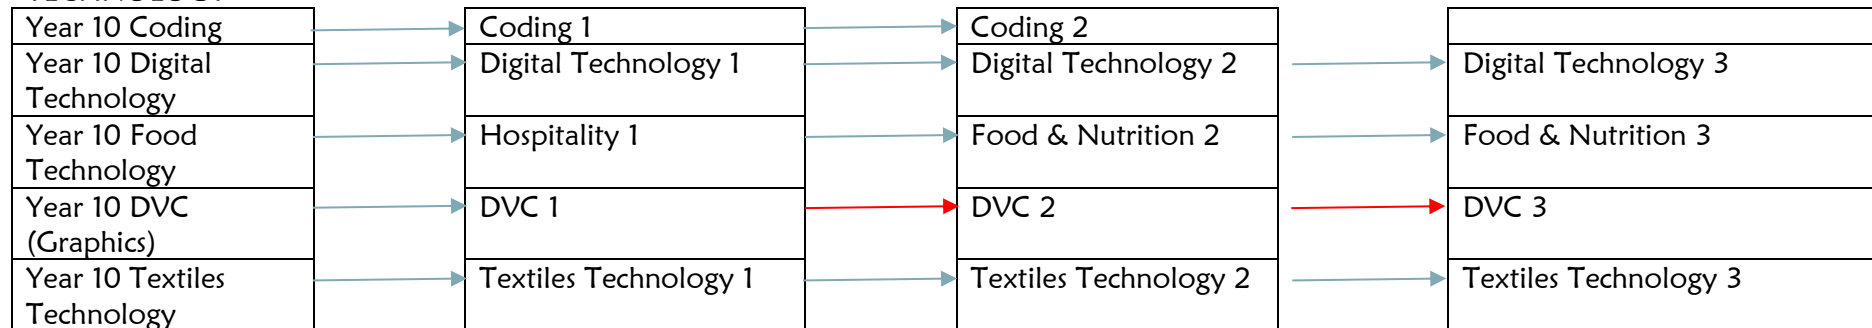 Year 10 Coding Coding 1 Coding 2
Year 10 Digital Digital Technology 1 Digital Technology 2 Digital Technology 3
Technology
Year 10 Food Hospitality 1 Food & Nutrition 2 Food & Nutrition 3
Technology
Year 10 DVC DVC 1 DVC 2 DVC 3
(Graphics)
Year 10 Textiles Textiles Technology 1 Textiles Technology 2 Textiles Technology 3
Technology